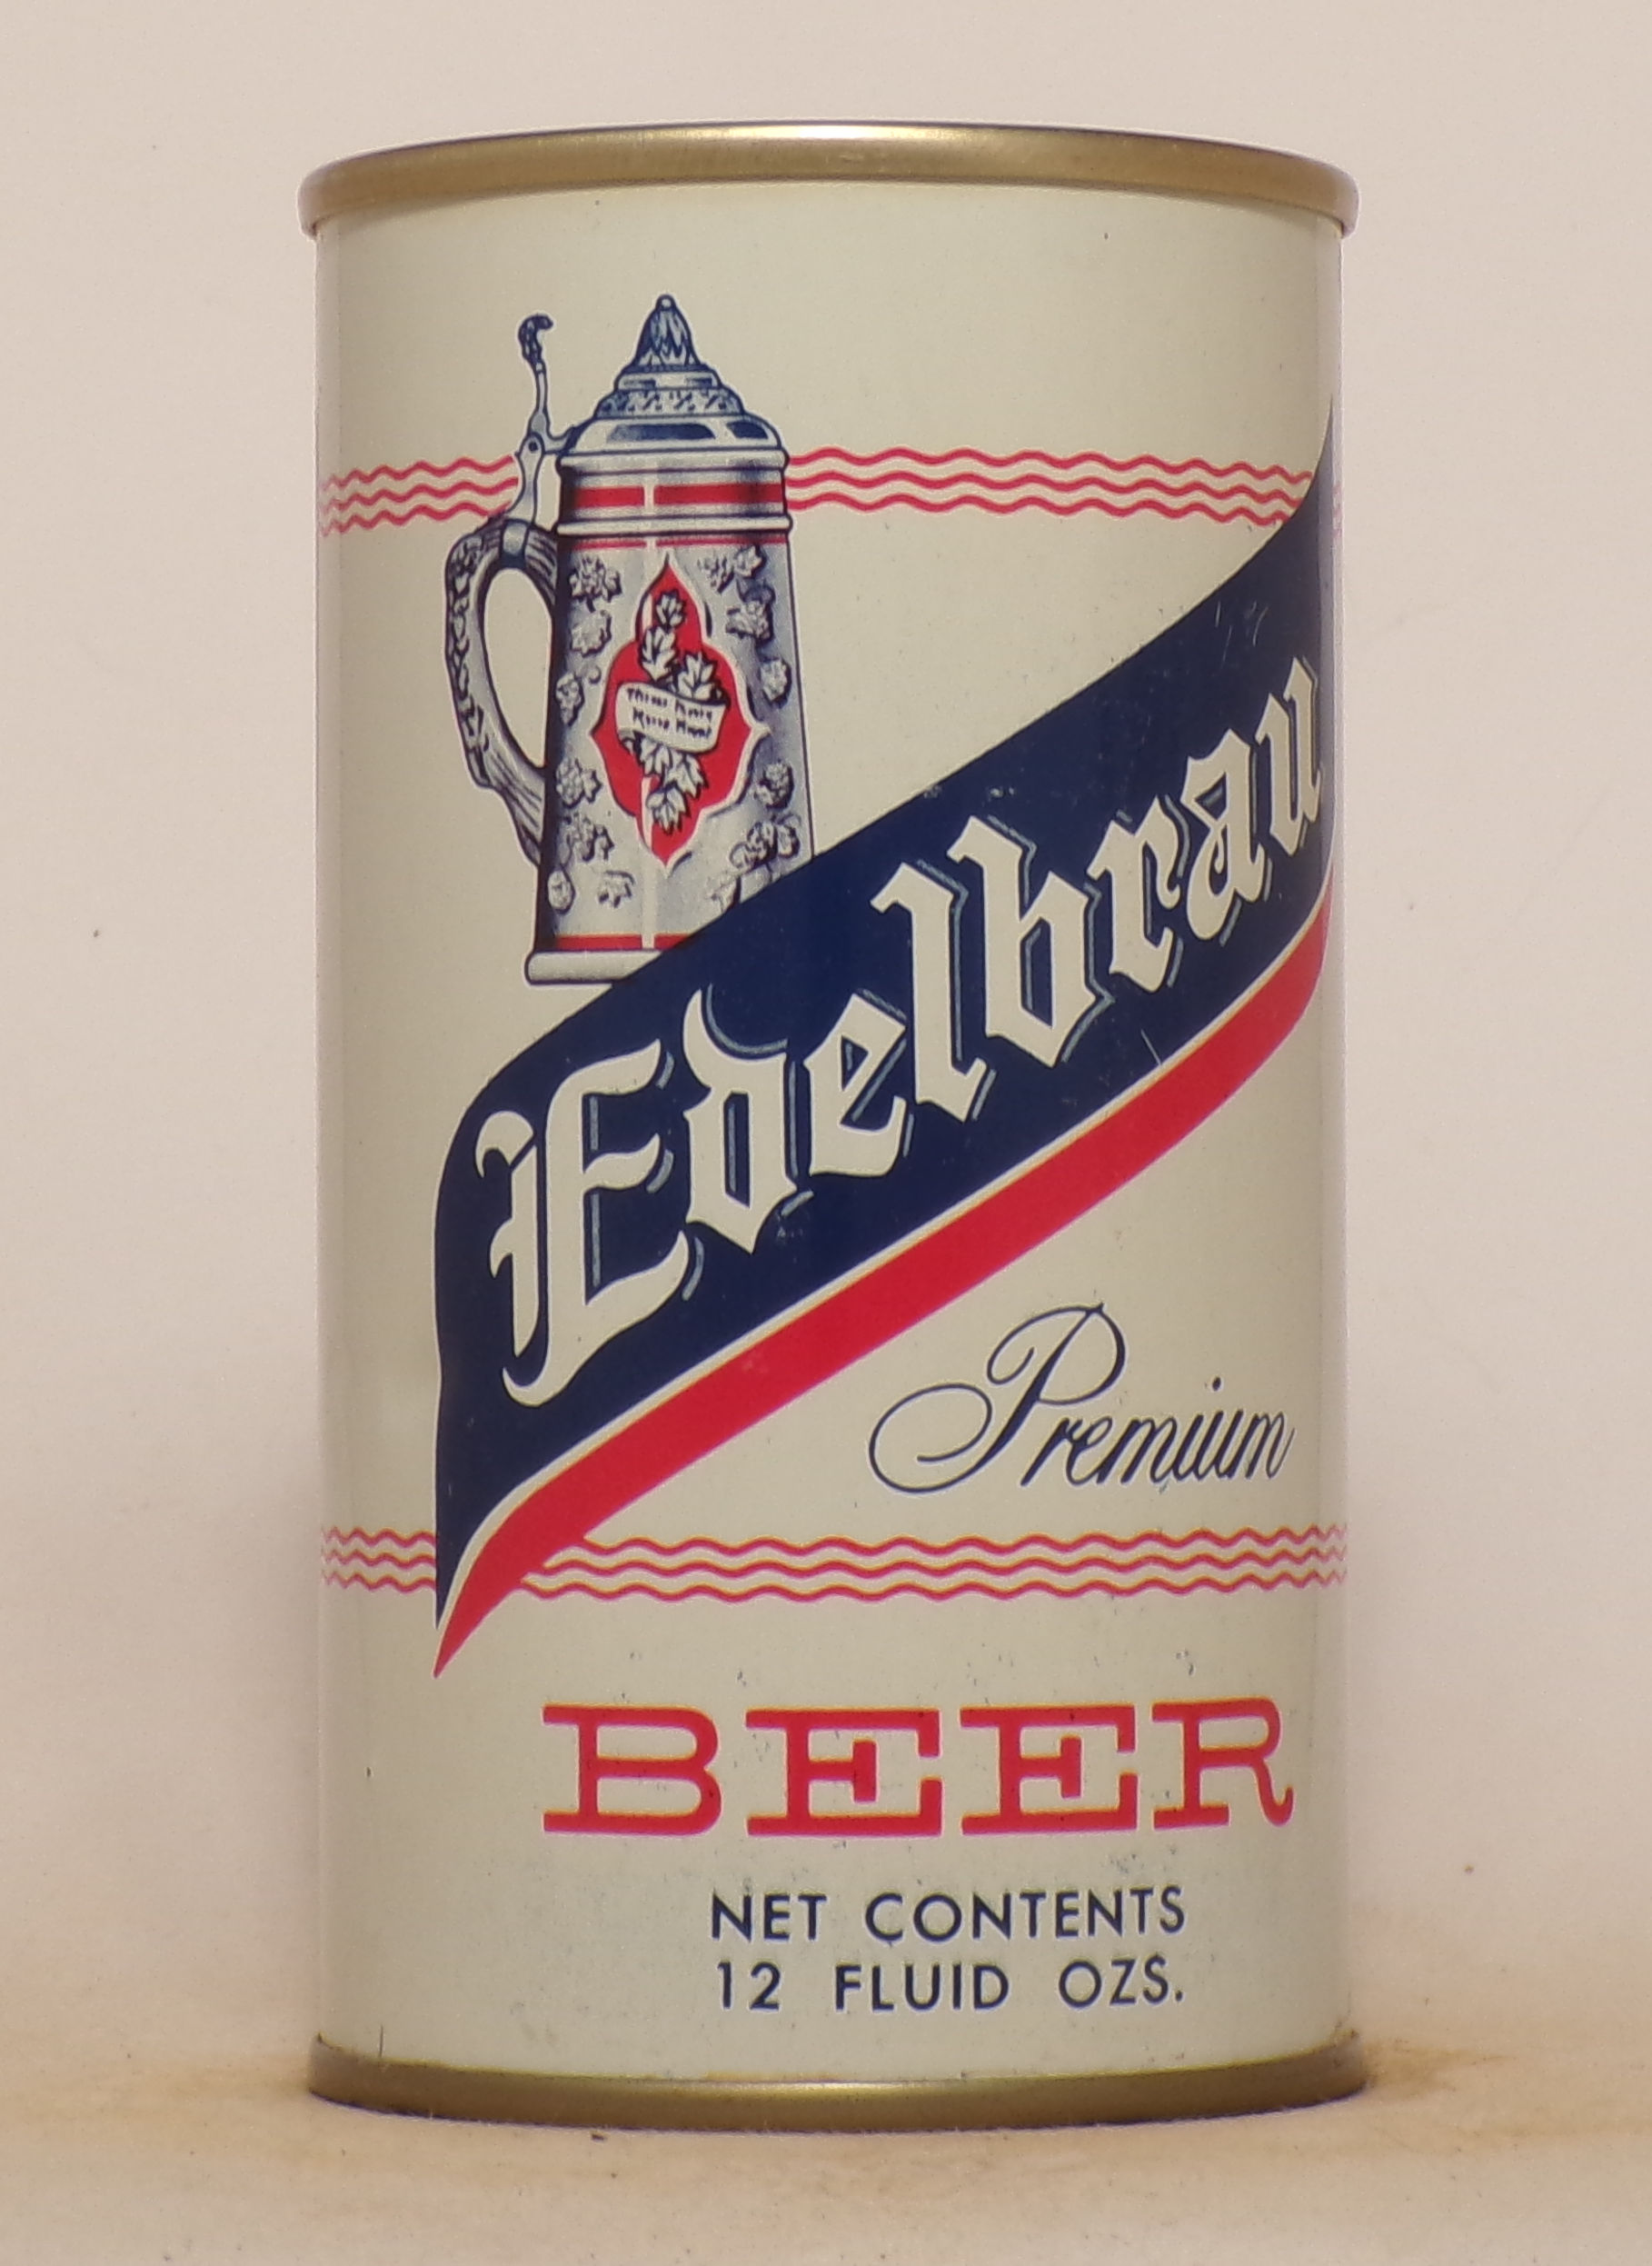 Edelbrau
Premium
BEER
NET CONTENTS
12 FLUID OZS.